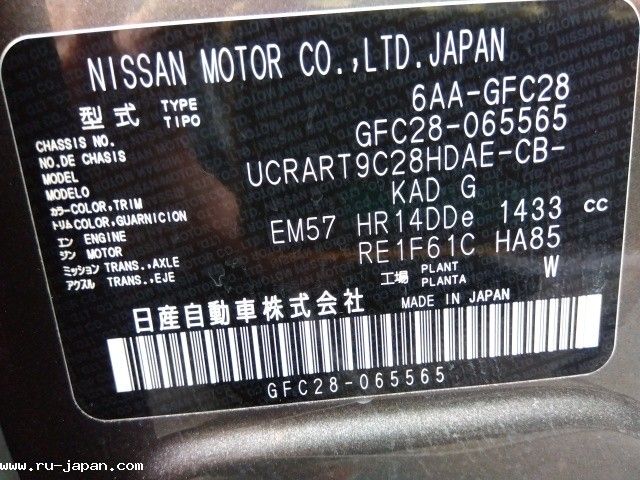 NISSAN MOTOR CO.,LTD.JAPAN
型式 TYPE TIPO 6AA-GFC28
CHASSIS NO.
NO.DE CHASIS GFC28-065565
MODEL
MODELO UCRART9C28HDAE-CB-
カラー COLOR,TRIM
トリム COLOR,GUARNICION KAD G
エン ENGINE
ジン MOTOR EM57 HR14DDe 1433 cc
ミッション TRANS.,AXLE
アクスル TRANS.,EJE RE1F61C HA85
工場 PLANT PLANTA W
日産自動車株式会社 MADE IN JAPAN
GFC28-065565
www.ru-japan.com